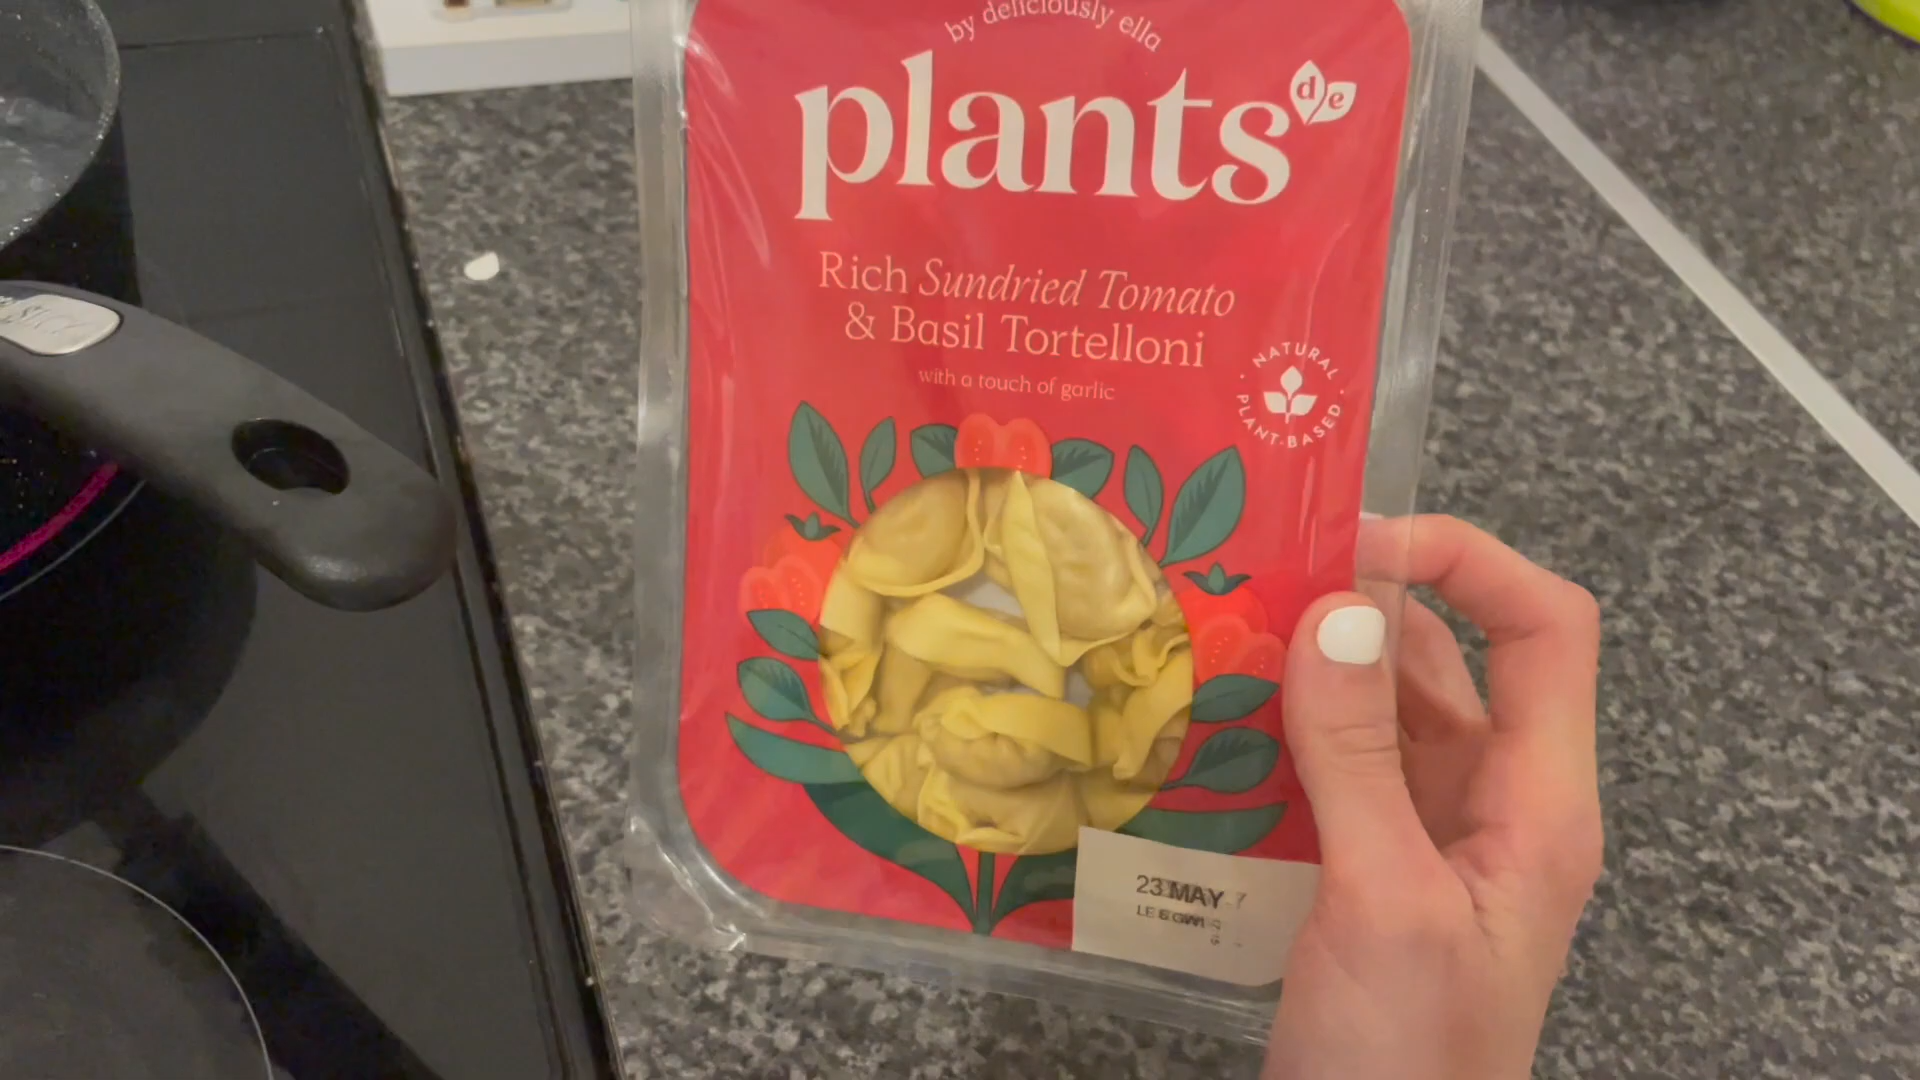 by deliciously ella
plants
de
Rich Sundried Tomato
& Basil Tortelloni
with a touch of garlic
NATURAL
PLANT-BASED
23 MAY